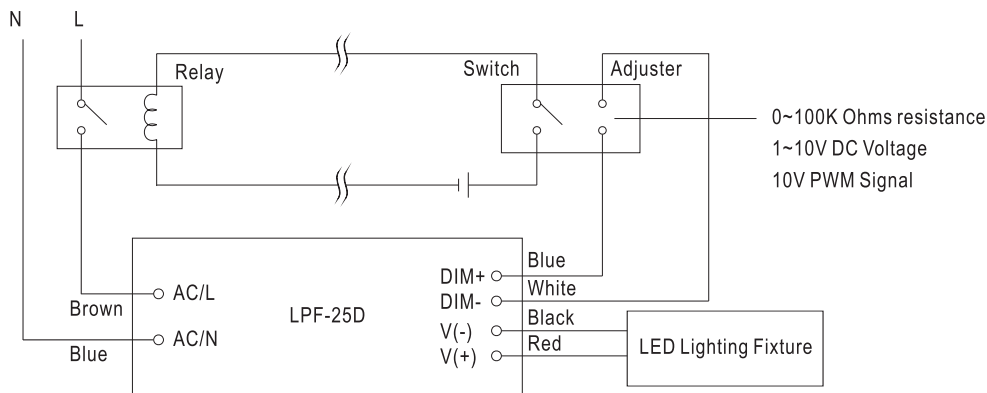 N
L
Relay
Switch
Adjuster
0~100K Ohms resistance
1~10V DC Voltage
10V PWM Signal
Blue
DIM+
White
DIM-
AC/L
Brown
LPF-25D
Black
V(-)
AC/N
Blue
Red
V(+)
LED Lighting Fixture